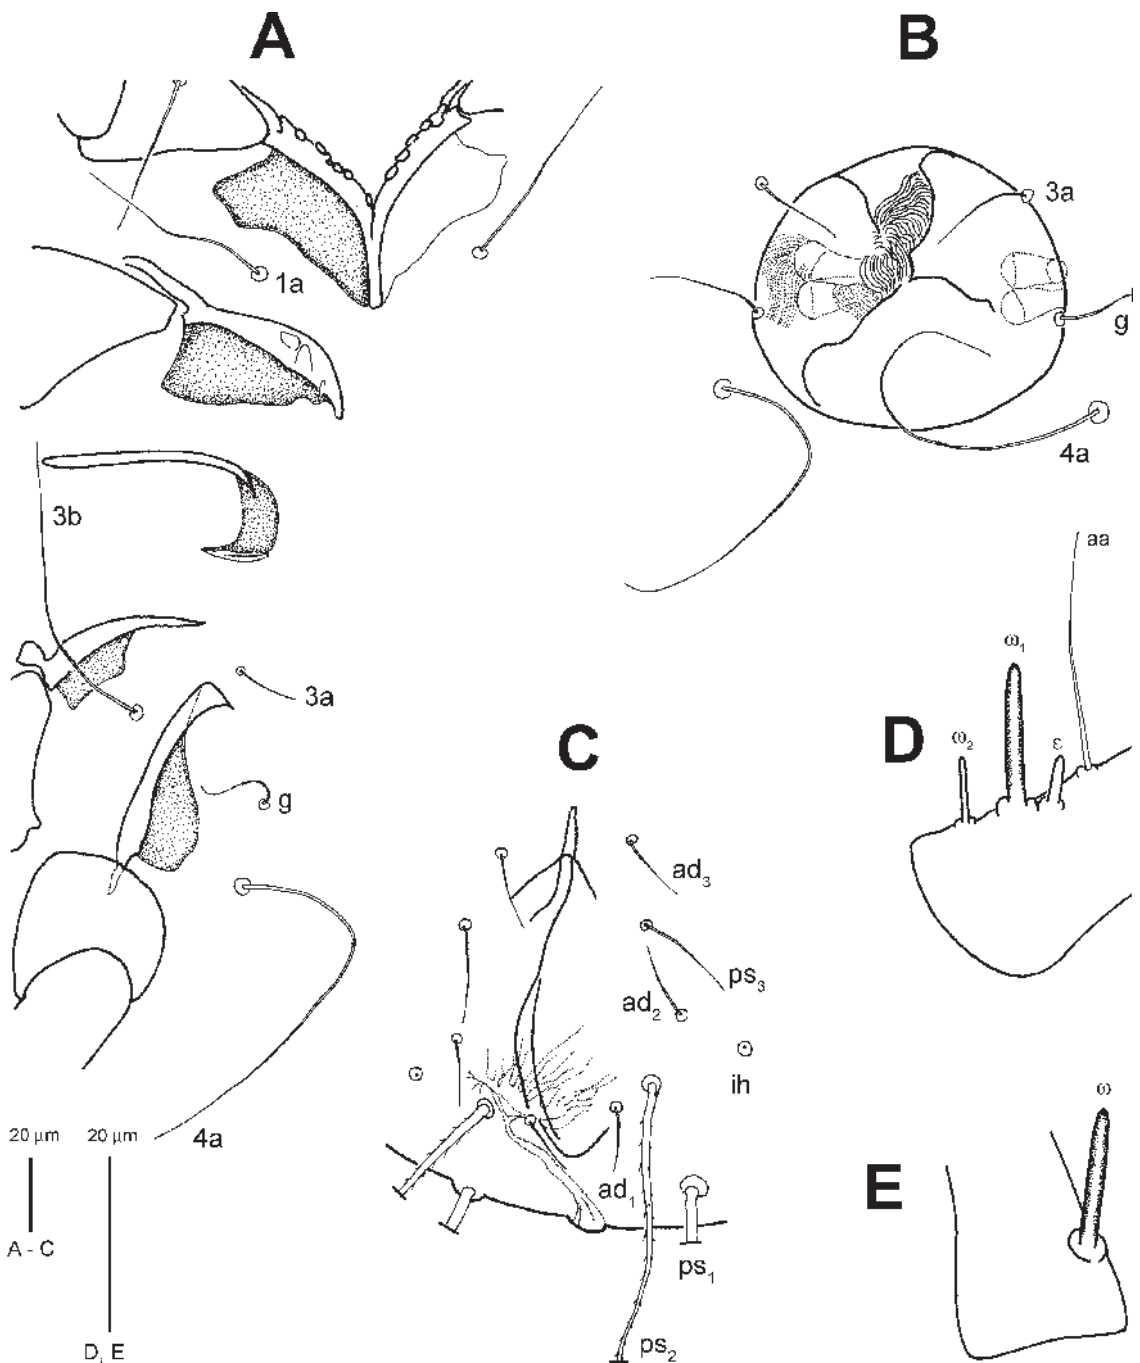 A
1a
3b
3a
g
4a
20 μm
A - C
20 μm
D, E
B
3a
g
4a
C
ad₃
ps₃
ad₂
ih
ad₁
ps₁
ps₂
D
aa
ω₁
ω₂
ε
E
ω